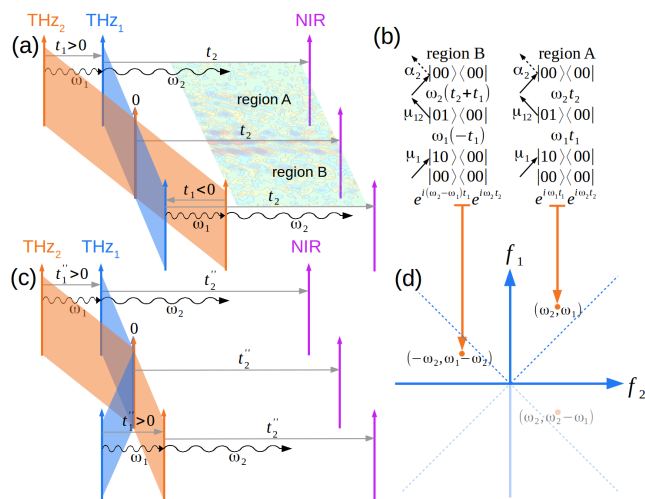 THz₂ THz₁ NIR
(a)
t₁>0 t₂
ω₁ ω₂
region A
0
t₂
region B
t₁<0 t₂
ω₁ ω₂
(b)
region B region A
α₂ |00⟩⟨00| α₂ |00⟩⟨00|
ω₂(t₂+t₁) ω₂t₂
μ₁₂ |01⟩⟨00| μ₁₂ |01⟩⟨00|
ω₁(-t₁) ω₁t₁
μ₁ |10⟩⟨00| μ₁ |10⟩⟨00|
|00⟩⟨00| |00⟩⟨00|
e^{i(ω₂-ω₁)t₁}e^{iω₂t₂} e^{iω₁t₁}e^{iω₂t₂}
(c)
THz₂ THz₁ NIR
t₁''>0 t₂''
ω₁ ω₂
0
t₂''
t₁''>0 t₂''
ω₁ ω₂
(d)
f₁
(ω₂,ω₁)
(-ω₂,ω₁-ω₂)
f₂
(ω₂,ω₂-ω₁)